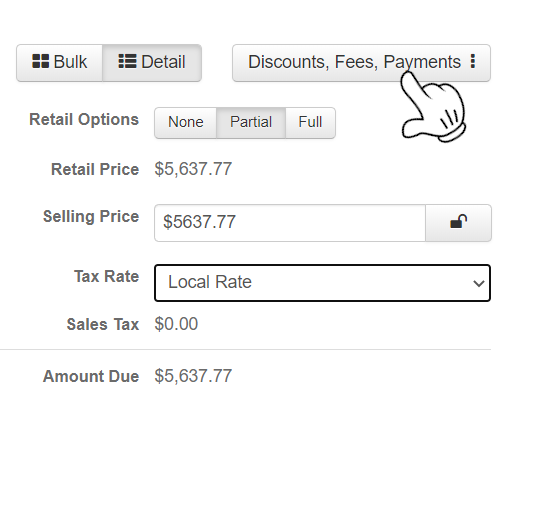 Bulk Detail Discounts, Fees, Payments
Retail Options None Partial Full
Retail Price $5,637.77
Selling Price $5637.77
Tax Rate Local Rate
Sales Tax $0.00
Amount Due $5,637.77